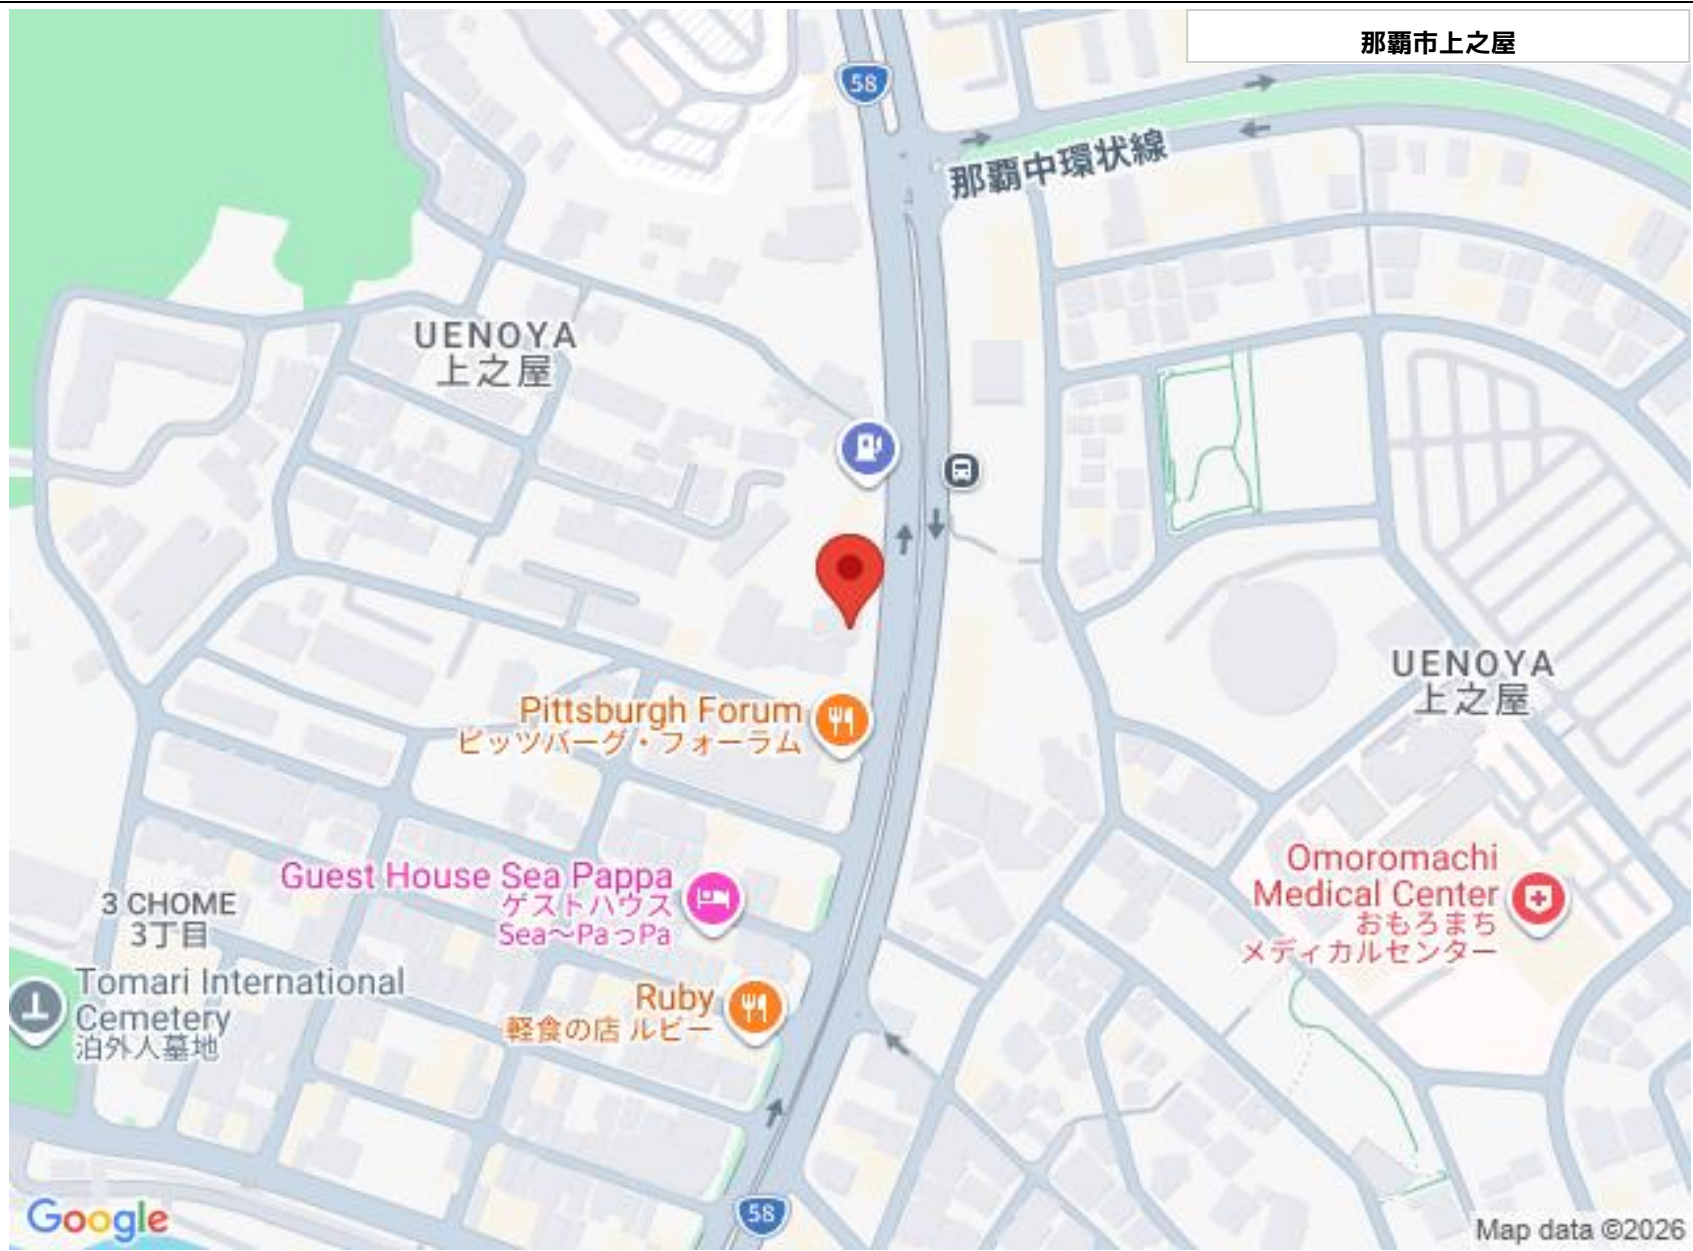 那覇市上之屋
58
那覇中環状線
UENOYA
上之屋
UENOYA
上之屋
Pittsburgh Forum
ピッツバーグ・フォーラム
Guest House Sea Pappa
ゲストハウス
Sea～PaっPa
Omoromachi
Medical Center
おもろまち
メディカルセンター
3 CHOME
3丁目
Tomari International
Cemetery
泊外人墓地
Ruby
軽食の店 ルビー
58
Google
Map data ©2026